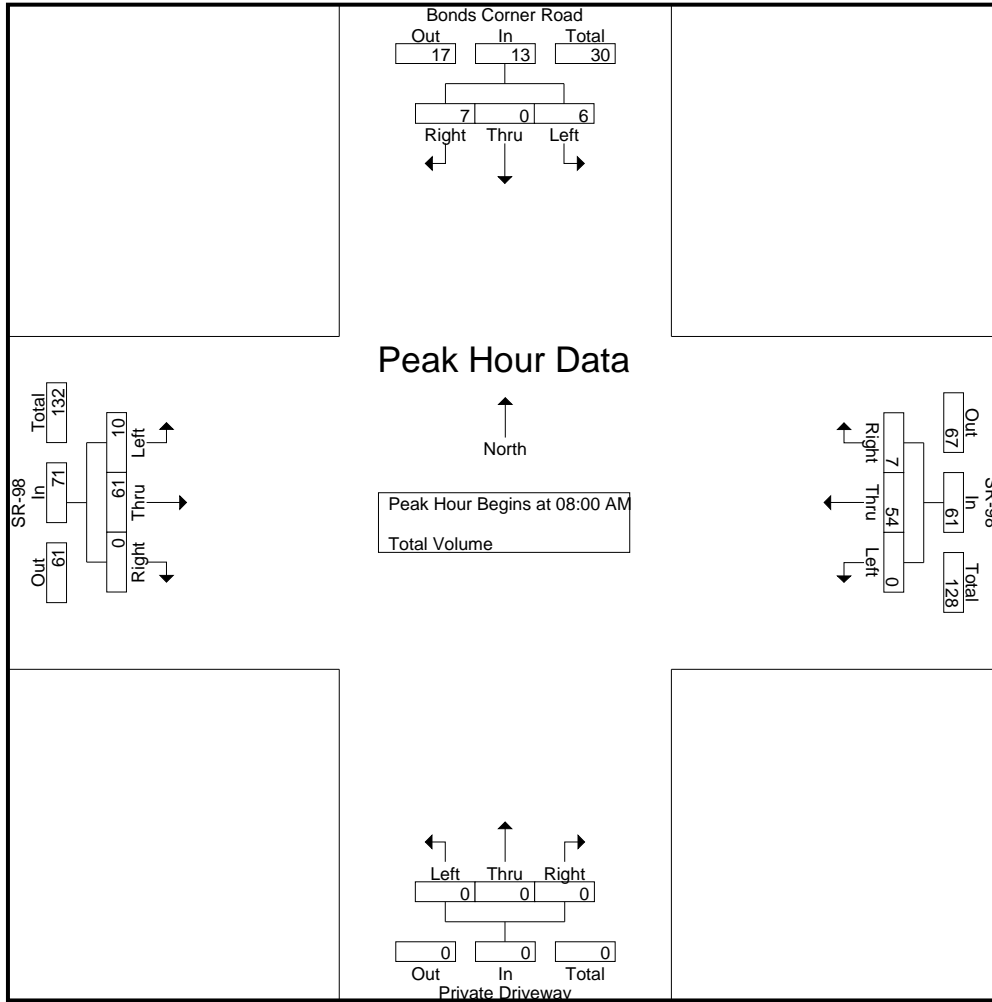 Bonds Corner Road
Out In Total
17 13 30
7 0 6
Right Thru Left
Peak Hour Data
North
Peak Hour Begins at 08:00 AM
Total Volume
SR-98
Out In Total
61 71 132
Right Thru Left
0 61 10
SR-98
Out In Total
67 61 128
Right Thru Left
7 54 0
Left Thru Right
0 0 0
0 0 0
Out In Total
Private Driveway